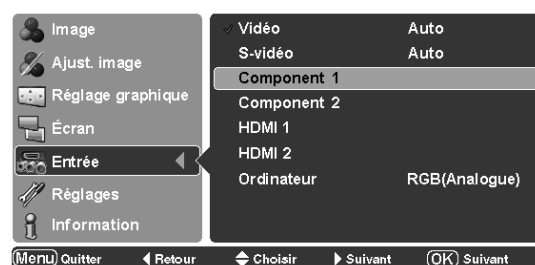 Image
Ajust. image
Réglage graphique
Écran
Entrée
Réglages
Information
Vidéo Auto
S-vidéo Auto
Component 1
Component 2
HDMI 1
HDMI 2
Ordinateur RGB(Analogue)
Menu Quitter Retour Choisir Suivant OK Suivant